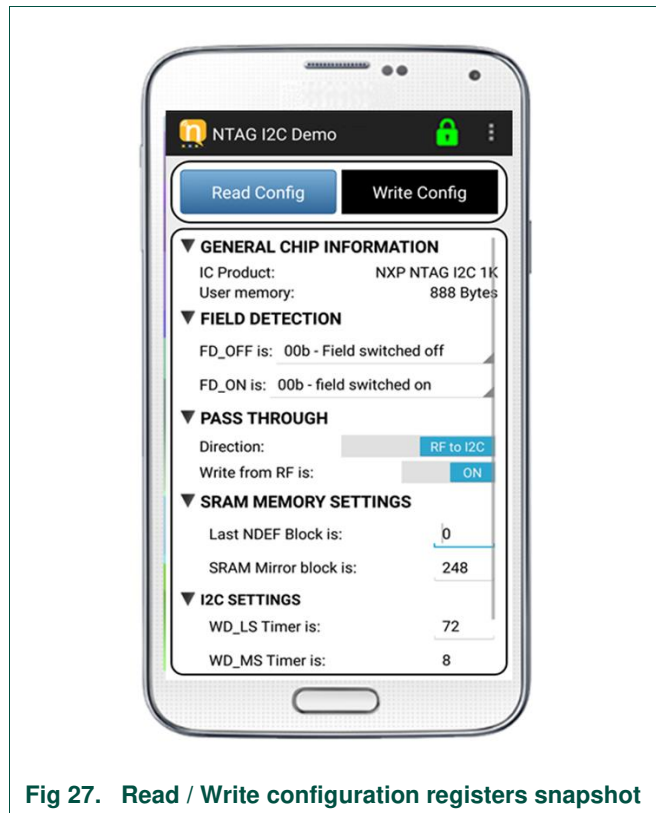 NTAG I2C Demo
Read Config Write Config
GENERAL CHIP INFORMATION
IC Product: NXP NTAG I2C 1K
User memory: 888 Bytes
FIELD DETECTION
FD_OFF is: 00b - Field switched off
FD_ON is: 00b - field switched on
PASS THROUGH
Direction: RF to I2C
Write from RF is: ON
SRAM MEMORY SETTINGS
Last NDEF Block is: 0
SRAM Mirror block is: 248
I2C SETTINGS
WD_LS Timer is: 72
WD_MS Timer is: 8
Fig 27. Read / Write configuration registers snapshot